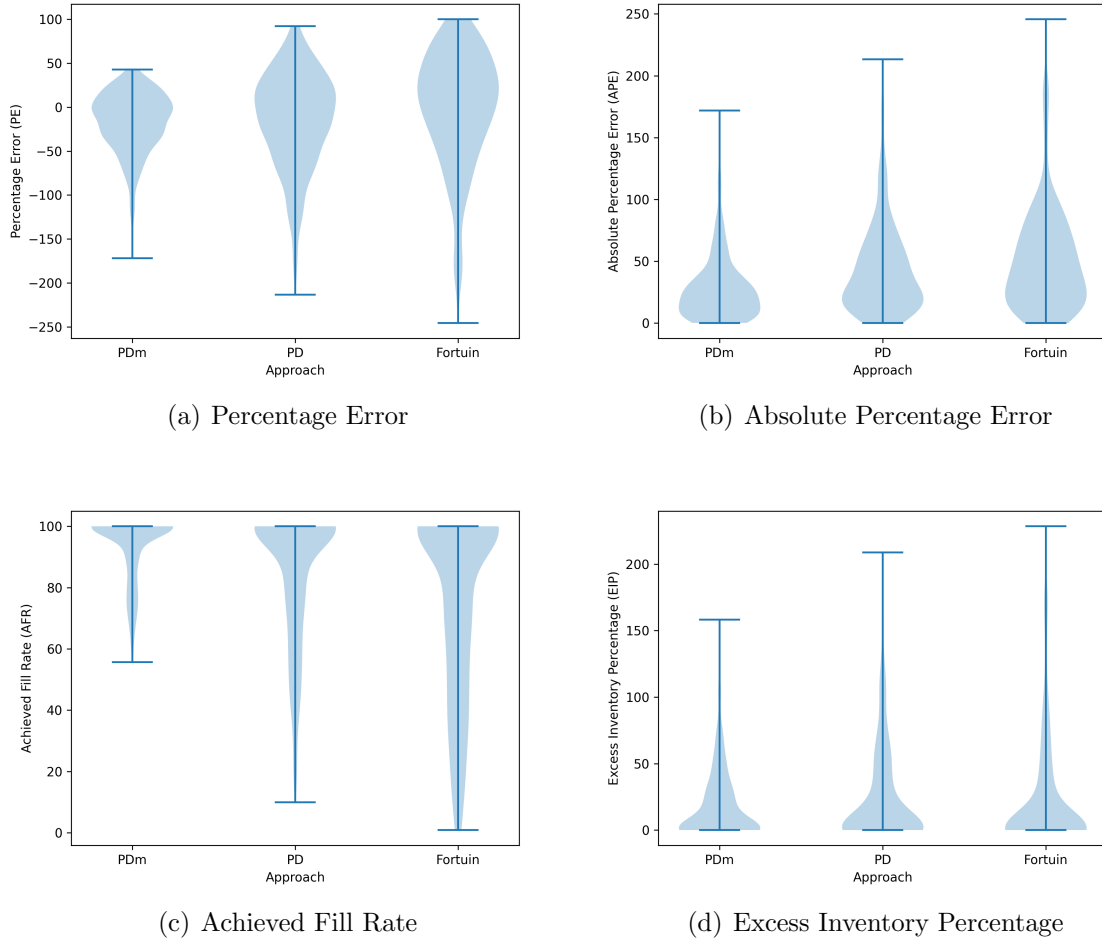 100
50
0
−50
−100
−150
−200
−250
Percentage Error (PE)
PDm PD Fortuin
Approach
(a) Percentage Error
250
200
150
100
50
0
Absolute Percentage Error (APE)
PDm PD Fortuin
Approach
(b) Absolute Percentage Error
100
80
60
40
20
0
Achieved Fill Rate (AFR)
PDm PD Fortuin
Approach
(c) Achieved Fill Rate
200
150
100
50
0
Excess Inventory Percentage (EIP)
PDm PD Fortuin
Approach
(d) Excess Inventory Percentage